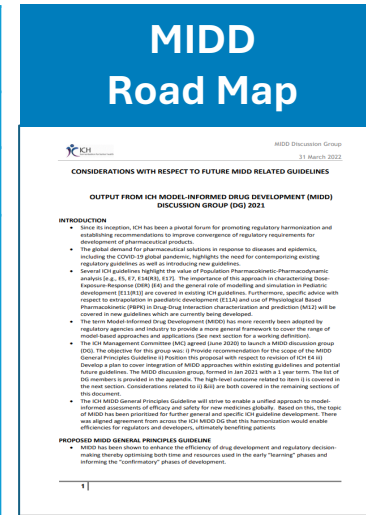 MIDD
Road Map
ICH
MIDD Discussion Group
31 March 2022
CONSIDERATIONS WITH RESPECT TO FUTURE MIDD RELATED GUIDELINES
OUTPUT FROM ICH MODEL-INFORMED DRUG DEVELOPMENT (MIDD)
DISCUSSION GROUP (DG) 2021
INTRODUCTION
• Since its inception, ICH has been a pivotal forum for promoting regulatory harmonization and
establishing recommendations to improve convergence of regulatory requirements for
development of pharmaceutical products.
• The global demand for pharmaceutical solutions in response to diseases and epidemics,
including the COVID-19 global pandemic, highlights the need for contemporizing existing
regulatory guidelines as well as introducing new guidelines.
• Several ICH guidelines highlight the value of Population Pharmacokinetic-Pharmacodynamic
analysis [e.g., E5, E7, E14(R3), E17]. The importance of this approach in characterizing Dose-
Exposure-Response (DER) (E4) and the general role of modelling and simulation in Pediatric
development [E11(R1)] are covered in existing ICH guidelines. Furthermore, specific advice with
respect to extrapolation in paediatric development (E11A) and use of Physiological Based
Pharmacokinetic (PBPK) in Drug-Drug Interaction characterization and prediction (M12) will be
covered in new guidelines which are currently being developed.
• The term Model-Informed Drug Development (MIDD) has more recently been adopted by
regulatory agencies and industry to provide a more general framework to cover the range of
model-based approaches and applications (See next section for a working definition).
• The ICH Management Committee (MC) agreed (June 2020) to launch a MIDD discussion group
(DG). The objective for this group was: i) Provide recommendation for the scope of the MIDD
General Principles Guideline ii) Position this proposal with respect to revision of ICH E4 iii)
Develop a plan to cover integration of MIDD approaches within existing guidelines and potential
future guidelines. The MIDD discussion group, formed in Jan 2021 with a 1 year term. The list of
DG members is provided in the appendix. The high-level outcome related to item i) is covered in
the next section. Considerations related to ii) &iii) are both covered in the remaining sections of
this document.
• The ICH MIDD General Principles Guideline will strive to enable a unified approach to model-
informed assessments of efficacy and safety for new medicines globally. Based on this, the topic
of MIDD has been prioritized for further general and specific ICH guideline development. There
was aligned agreement from across the ICH MIDD DG that this harmonization would enable
efficiencies for regulators and developers, ultimately benefiting patients
PROPOSED MIDD GENERAL PRINCIPLES GUIDELINE
• MIDD has been shown to enhance the efficiency of drug development and regulatory decision-
making thereby optimising both time and resources used in the early "learning" phases and
informing the "confirmatory" phases of development.
1 |